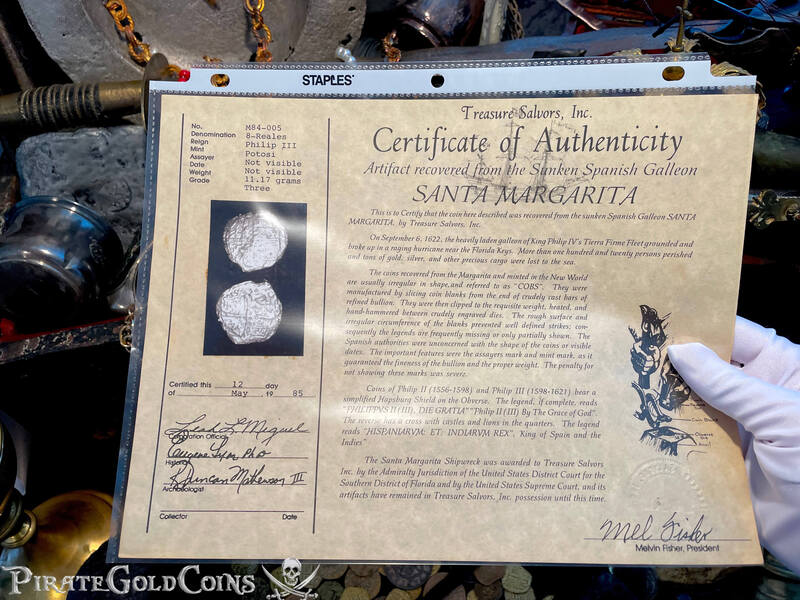 STAPLES
No. M84-005
Denomination 8-Reales
Reign Philip III
Mint Potosi
Assayer Not visible
Date Not visible
Weight 11.17 grams
Grade Three
Certified this 12 day
of May, 19 85
Corporation Official
Eugene Lyon PhD
Historian
R Duncan Mathewson III
Archaeologist
Collector Date
Treasure Salvors, Inc.
Certificate of Authenticity
Artifact recovered from the Sunken Spanish Galleon
SANTA MARGARITA
This is to Certify that the coin here described was recovered from the sunken Spanish Galleon SANTA
MARGARITA, by Treasure Salvors, Inc.
On September 6, 1622, the heavily laden galleon of King Philip IV's Tierra Firme Fleet grounded and
broke up in a raging hurricane near the Florida Keys. More than one hundred and twenty persons perished
and tons of gold, silver, and other precious cargo were lost to the sea.
The coins recovered from the Margarita and minted in the New World
are usually irregular in shape, and referred to as "COBS". They were
manufactured by slicing coin blanks from the end of crudely cast bars of
refined bullion. They were then clipped to the requisite weight, heated, and
hand-hammered between crudely engraved dies. The rough surface and
irregular circumference of the blanks prevented well defined strikes; con-
sequently the legends are frequently missing or only partially shown. The
Spanish authorities were unconcerned with the shape of the coins or visible
dates. The important features were the assayers mark and mint mark, as it
guaranteed the fineness of the bullion and the proper weight. The penalty for
not showing these marks was severe.
Coins of Philip II (1556-1598) and Philip III (1598-1621) bear a
simplified Hapsburg Shield on the Obverse. The legend, if complete, reads
"PHILIPPVS II (III), DIE GRATIA" "Philip II (III) By The Grace of God".
The reverse has a cross with castles and lions in the quarters. The legend
reads "HISPANIARVM: ET: INDIARVM REX", King of Spain and the
Indies"
The Santa Margarita Shipwreck was awarded to Treasure Salvors
Inc. by the Admiralty Jurisdiction of the United States District Court for the
Southern District of Florida and by the United States Supreme Court, and its
artifacts have remained in Treasure Salvors, Inc. possession until this time.
Mel Fisher
Melvin Fisher, President
PIRATEGOLDCOINS